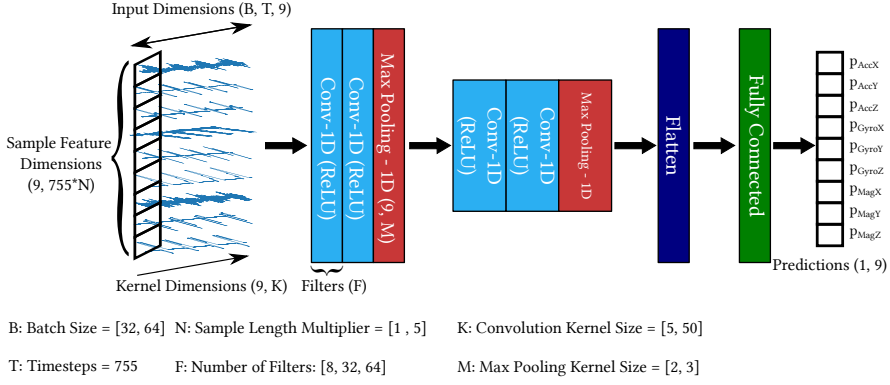 Input Dimensions (B, T, 9)
Sample Feature
Dimensions
(9, 755*N)
Kernel Dimensions (9, K)
Conv-1D (ReLU)
Conv-1D (ReLU)
Max Pooling - 1D (9, M)
Filters (F)
Conv-1D
(ReLU)
Conv-1D
(ReLU)
Max Pooling - 1D
Flatten
Fully Connected
pAccX
pAccY
pAccZ
pGyroX
pGyroY
pGyroZ
pMagX
pMagY
pMagZ
Predictions (1, 9)
B: Batch Size = [32, 64] N: Sample Length Multiplier = [1 , 5] K: Convolution Kernel Size = [5, 50]
T: Timesteps = 755 F: Number of Filters: [8, 32, 64] M: Max Pooling Kernel Size = [2, 3]